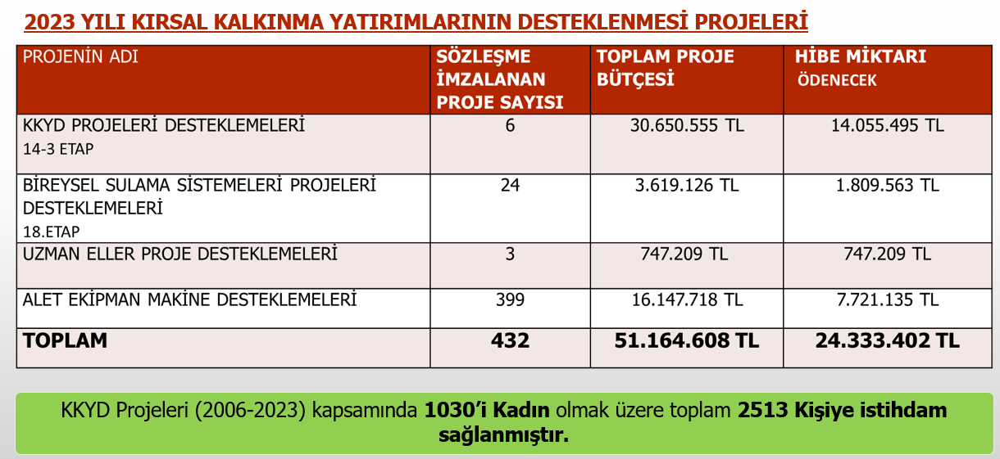 2023 YILI KIRSAL KALKINMA YATIRIMLARININ DESTEKLENMESİ PROJELERİ
PROJENİN ADI
SÖZLEŞME
İMZALANAN
PROJE SAYISI
TOPLAM PROJE
BÜTÇESİ
HİBE MİKTARI
ÖDENECEK
KKYD PROJELERİ DESTEKLEMELERİ
14-3 ETAP
6
30.650.555 TL
14.055.495 TL
BİREYSEL SULAMA SİSTEMELERİ PROJELERİ
DESTEKLEMELERİ
18.ETAP
24
3.619.126 TL
1.809.563 TL
UZMAN ELLER PROJE DESTEKLEMELERİ
3
747.209 TL
747.209 TL
ALET EKİPMAN MAKİNE DESTEKLEMELERİ
399
16.147.718 TL
7.721.135 TL
TOPLAM
432
51.164.608 TL
24.333.402 TL
KKYD Projeleri (2006-2023) kapsamında 1030’i Kadın olmak üzere toplam 2513 Kişiye istihdam
sağlanmıştır.